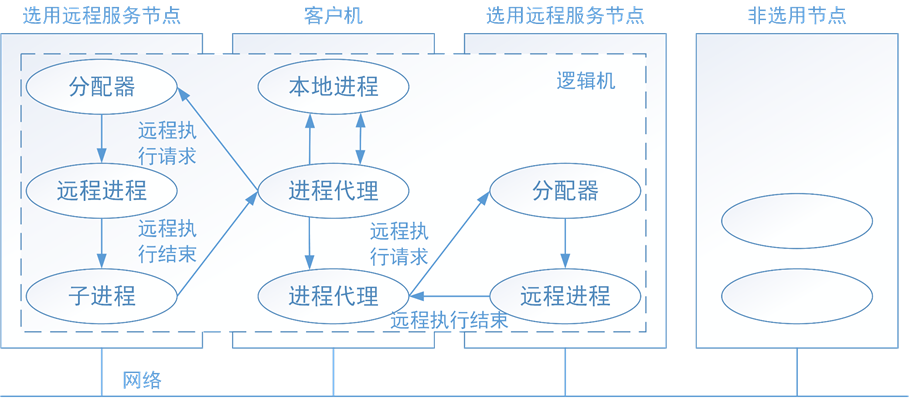 选用远程服务节点
客户机
选用远程服务节点
非选用节点
逻辑机
分配器
本地进程
远程执
行请求
远程进程
进程代理
分配器
远程执
行结束
远程执
行请求
子进程
进程代理
远程进程
远程执行结束
网络